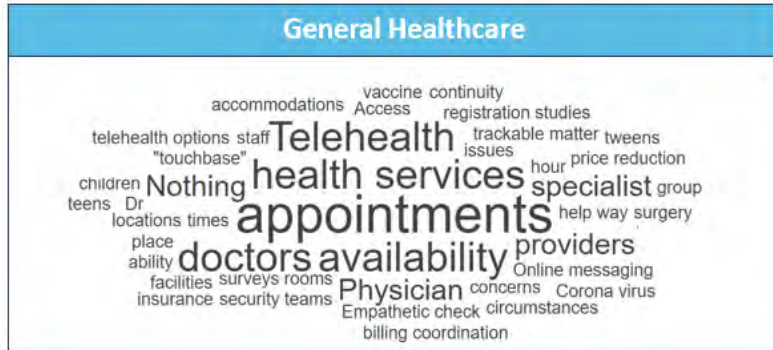 General Healthcare
vaccine continuity
accommodations Access registration studies
telehealth options staff Telehealth trackable matter tweens
issues
"touchbase" hour price reduction
children Nothing health services specialist group
teens Dr
locations times appointments help way surgery
place
ability doctors availability providers
Online messaging
facilities surveys rooms Physician concerns Corona virus
insurance security teams
Empathetic check circumstances
billing coordination